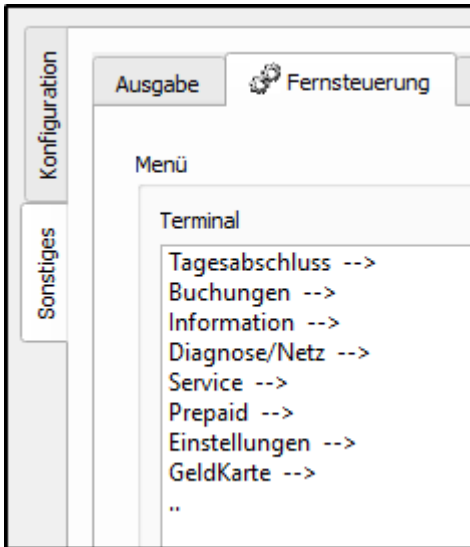 Konfiguration
Sonstiges
Ausgabe
Fernsteuerung
Menü
Terminal
Tagesabschluss -->
Buchungen -->
Information -->
Diagnose/Netz -->
Service -->
Prepaid -->
Einstellungen -->
GeldKarte -->
..